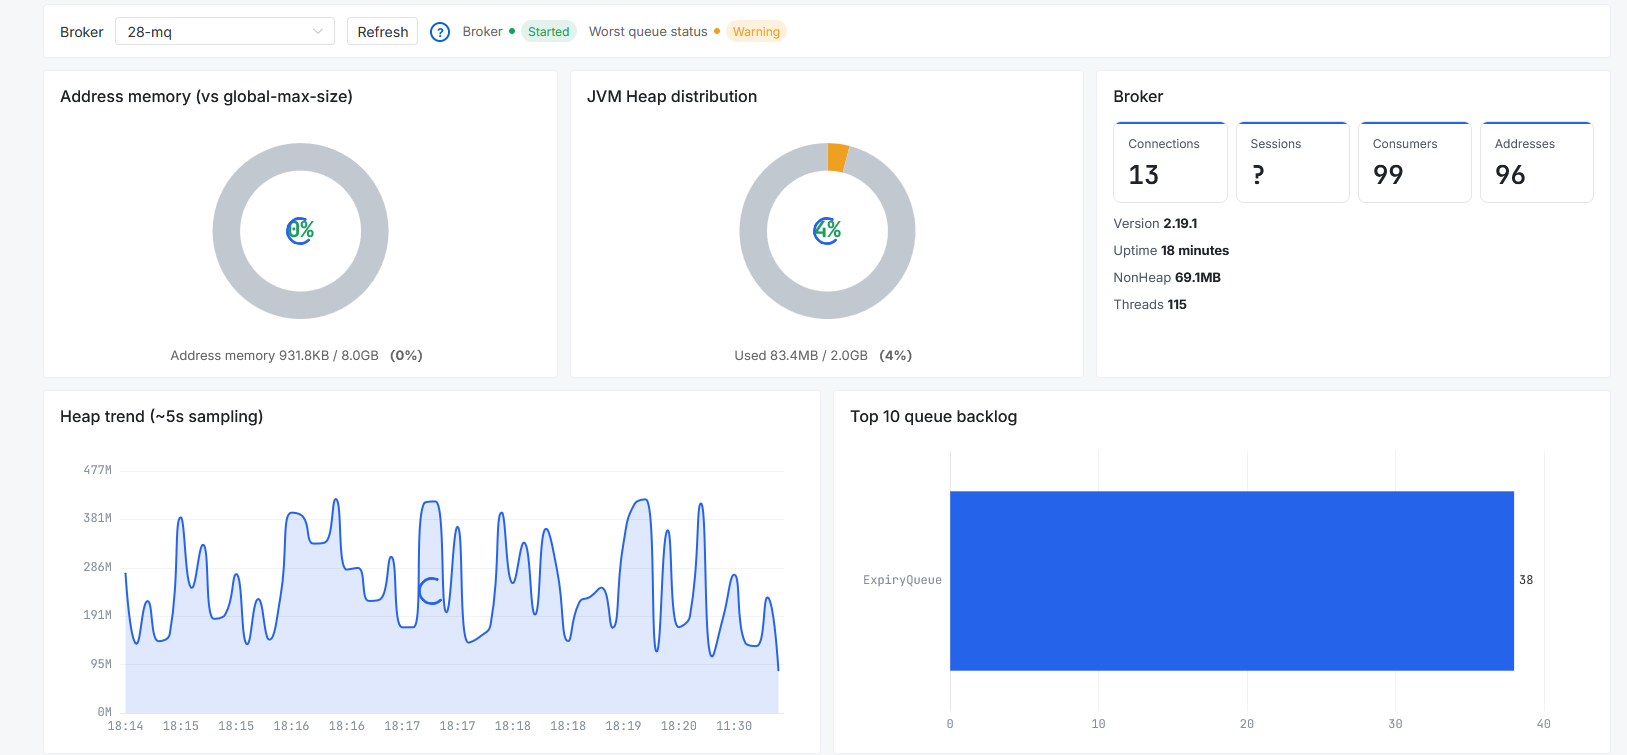 Broker 28-mq Refresh ? Broker Started Worst queue status Warning
Address memory (vs global-max-size)
0%
Address memory 931.8KB / 8.0GB (0%)
JVM Heap distribution
4%
Used 83.4MB / 2.0GB (4%)
Broker
Connections
13
Sessions
?
Consumers
99
Addresses
96
Version 2.19.1
Uptime 18 minutes
NonHeap 69.1MB
Threads 115
Heap trend (~5s sampling)
477M
381M
286M
191M
95M
0M
18:14 18:15 18:15 18:16 18:16 18:17 18:17 18:18 18:18 18:19 18:20 11:30
Top 10 queue backlog
ExpiryQueue 38
0 10 20 30 40